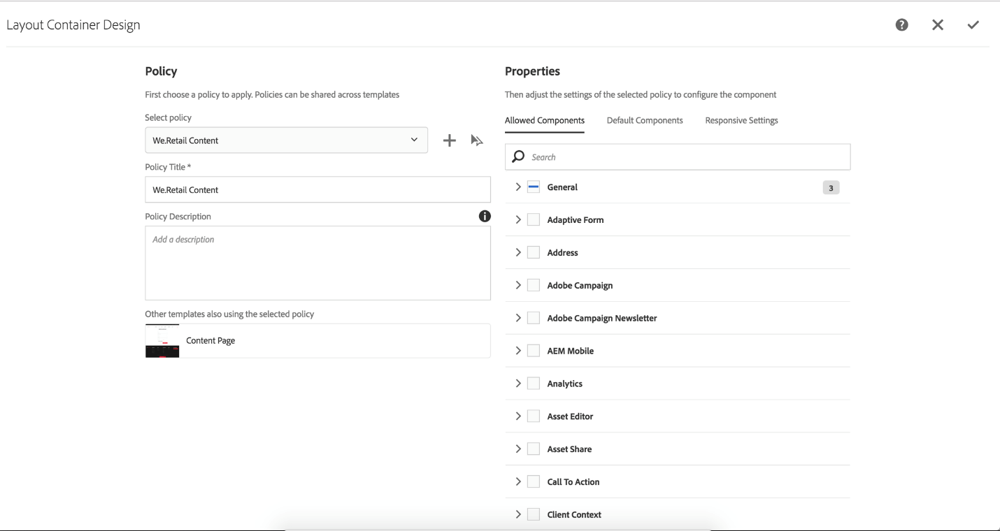 Layout Container Design
Policy
First choose a policy to apply. Policies can be shared across templates
Select policy
We.Retail Content
Policy Title *
We.Retail Content
Policy Description
Add a description
Other templates also using the selected policy
Content Page
Properties
Then adjust the settings of the selected policy to configure the component
Allowed Components Default Components Responsive Settings
Search
General 3
Adaptive Form
Address
Adobe Campaign
Adobe Campaign Newsletter
AEM Mobile
Analytics
Asset Editor
Asset Share
Call To Action
Client Context